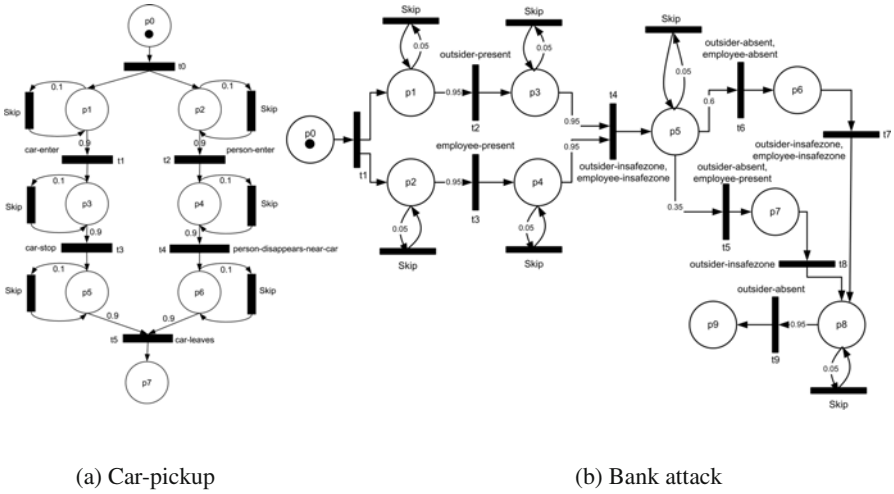 p0
t0
0.1
0.1
Skip
p1
p2
Skip
0.9
0.9
car-enter
t1
t2
person-enter
0.1
0.1
Skip
p3
p4
Skip
0.9
0.9
car-stop
t3
t4
person-disappears-near-car
0.1
0.1
Skip
p5
p6
Skip
0.9
0.9
t5
car-leaves
p7
(a) Car-pickup
Skip
0.05
outsider-present
Skip
0.05
p1
0.95
t2
p3
0.95
p0
t1
employee-present
p2
0.95
t3
p4
0.95
0.05
Skip
0.05
Skip
t4
outsider-insafezone,
employee-insafezone
Skip
0.05
p5
outsider-absent,
employee-absent
0.6
t6
p6
t7
outsider-insafezone,
employee-insafezone
outsider-absent,
employee-present
0.35
t5
p7
outsider-insafezone
t8
outsider-absent
p9
t9
0.95
p8
0.05
Skip
(b) Bank attack